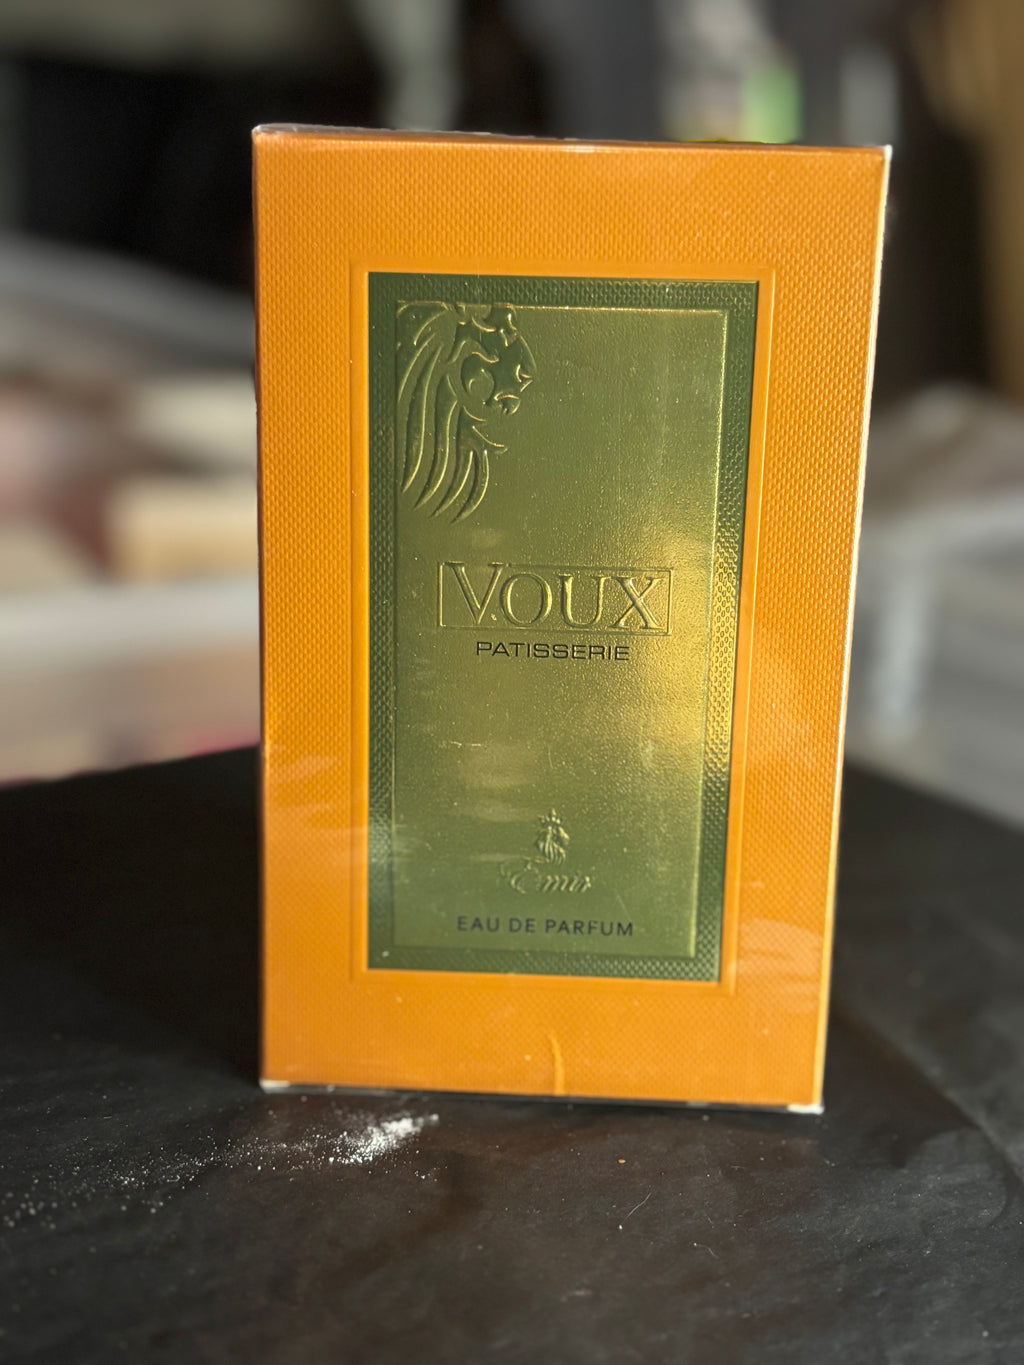 VOUX
PATISSERIE
Emir
EAU DE PARFUM